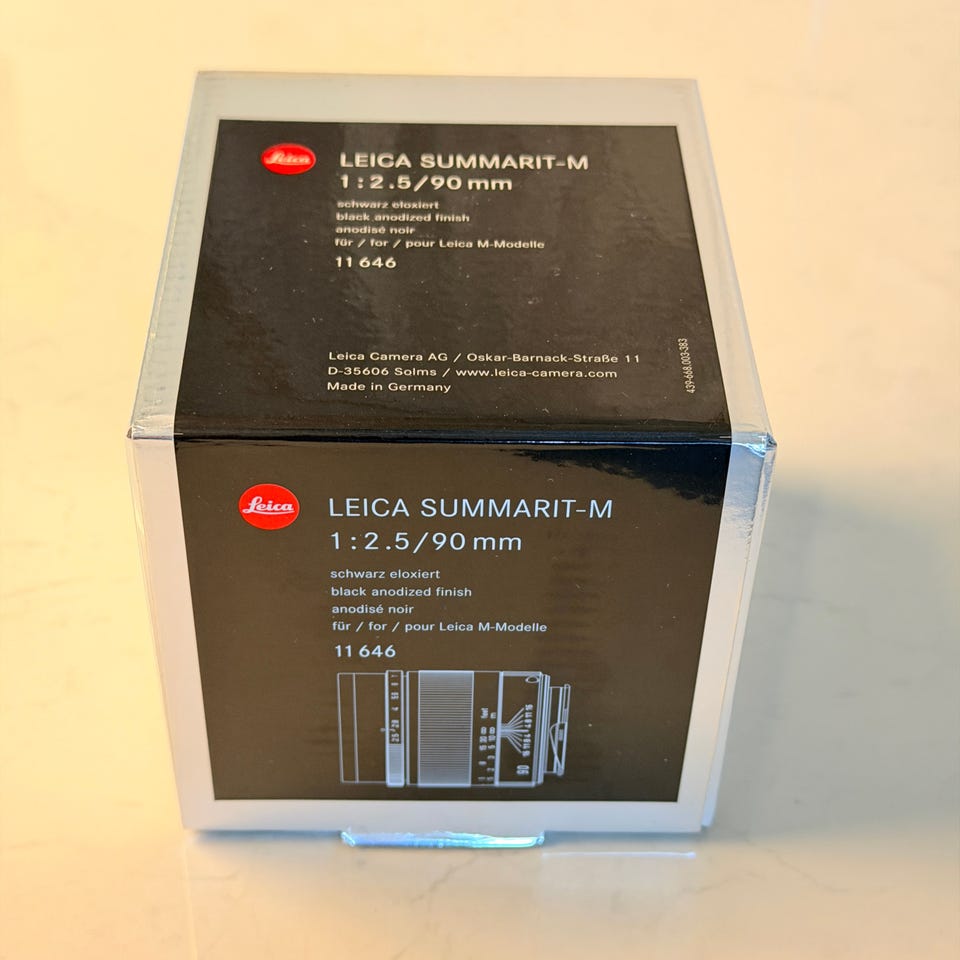 Leica
LEICA SUMMARIT-M
1:2.5/90 mm
schwarz eloxiert
black anodized finish
anodisé noir
für / for / pour Leica M-Modelle
11 646
Leica Camera AG / Oskar-Barnack-Straße 11
D-35606 Solms / www.leica-camera.com
Made in Germany
439-668.003-383
Leica
LEICA SUMMARIT-M
1:2.5/90 mm
schwarz eloxiert
black anodized finish
anodisé noir
für / for / pour Leica M-Modelle
11 646
feet
m
90